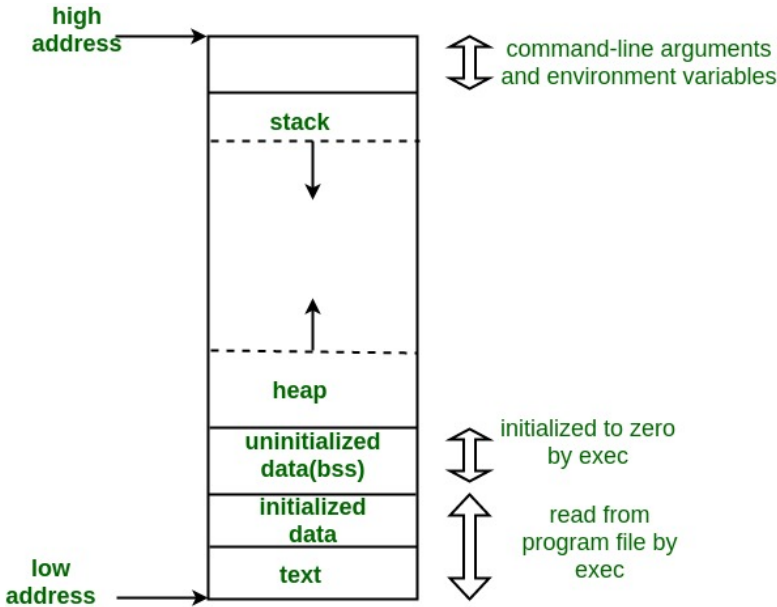 high
address
command-line arguments
and environment variables
stack
heap
uninitialized
data(bss)
initialized to zero
by exec
initialized
data
read from
program file by
exec
text
low
address